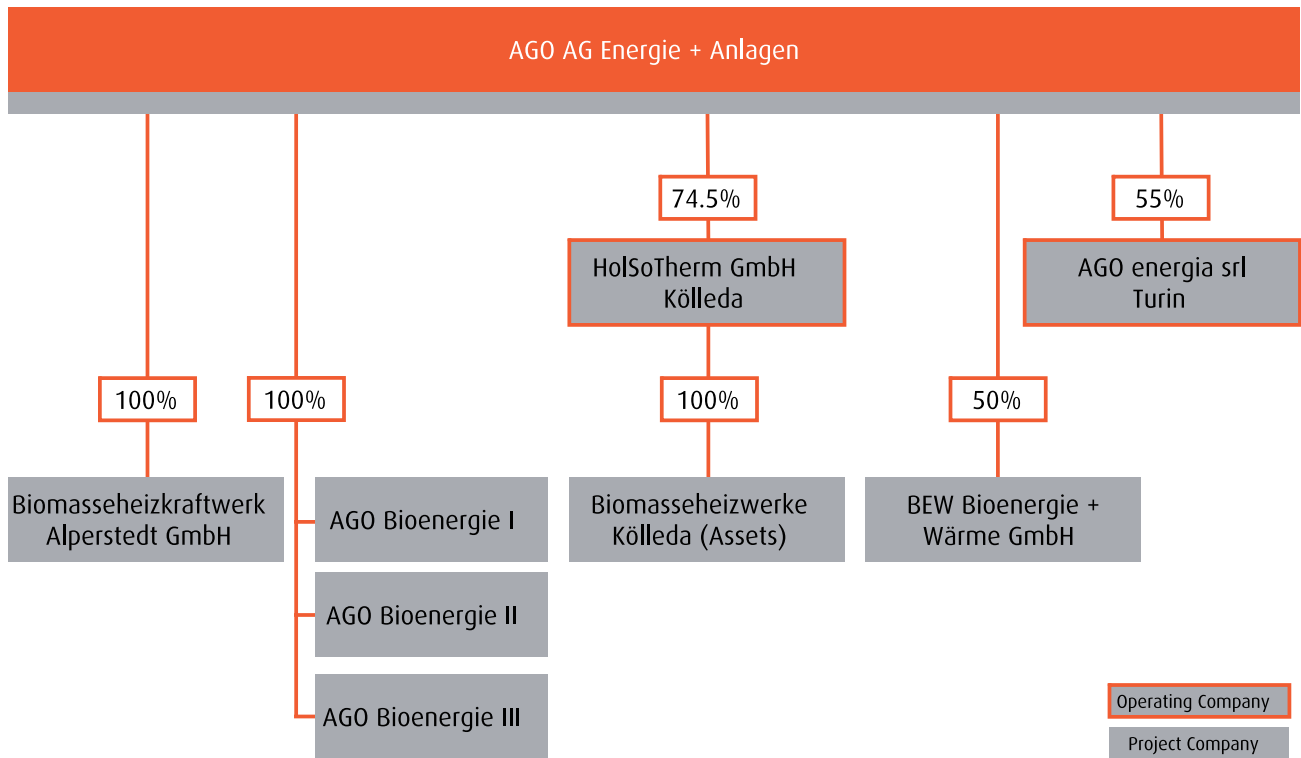 AGO AG Energie + Anlagen
74.5%
55%
HolSoTherm GmbH
Kölleda
AGO energia srl
Turin
100%
100%
100%
50%
Biomasseheizkraftwerk
Alperstedt GmbH
AGO Bioenergie I
AGO Bioenergie II
AGO Bioenergie III
Biomasseheizwerke
Kölleda (Assets)
BEW Bioenergie +
Wärme GmbH
Operating Company
Project Company